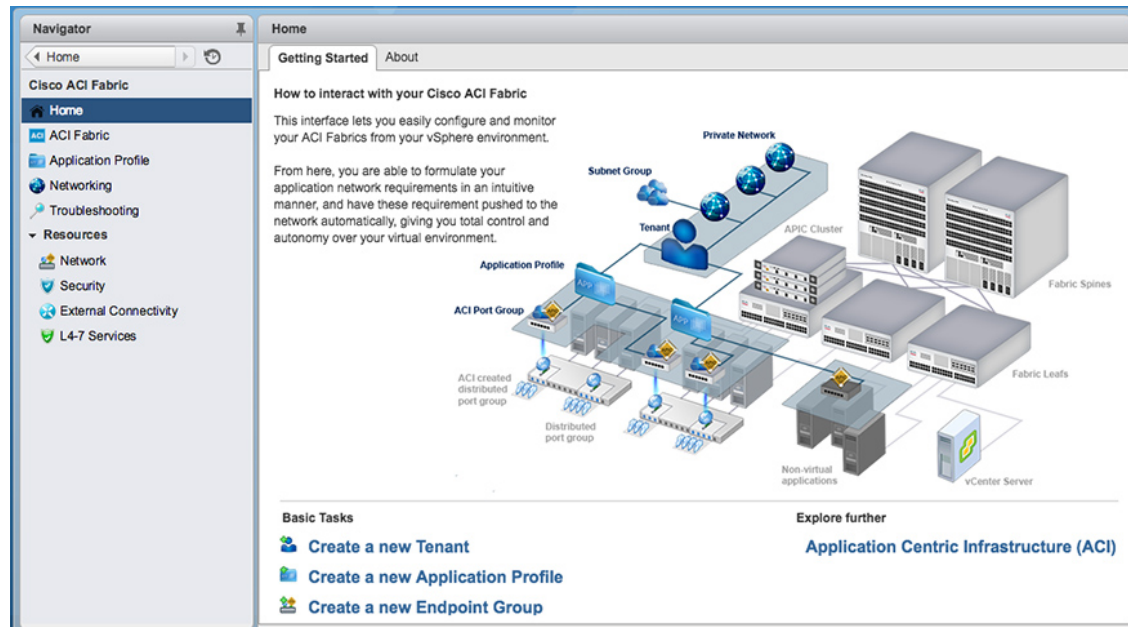 Navigator
Home
Cisco ACI Fabric
Home
ACI ACI Fabric
Application Profile
Networking
Troubleshooting
Resources
Network
Security
External Connectivity
L4-7 Services
Home
Getting Started
About
How to interact with your Cisco ACI Fabric
This interface lets you easily configure and monitor
your ACI Fabrics from your vSphere environment.
From here, you are able to formulate your
application network requirements in an intuitive
manner, and have these requirement pushed to the
network automatically, giving you total control and
autonomy over your virtual environment.
Private Network
Subnet Group
Tenant
APIC Cluster
Application Profile
APP
Fabric Spines
ACI Port Group
APP
Fabric Leafs
ACI created
distributed
port group
Distributed
port group
Non-virtual
applications
vCenter Server
Basic Tasks
Create a new Tenant
Create a new Application Profile
Create a new Endpoint Group
Explore further
Application Centric Infrastructure (ACI)